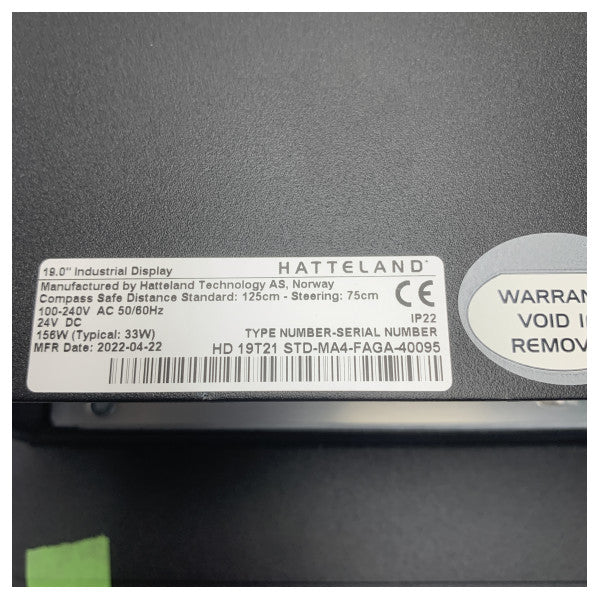 19.0" Industrial Display
HATTELAND
Manufactured by Hatteland Technology AS, Norway
Compass Safe Distance Standard: 125cm - Steering: 75cm
CE
100-240V AC 50/60Hz
24V DC
IP22
156W (Typical: 33W)
TYPE NUMBER-SERIAL NUMBER
MFR Date: 2022-04-22
HD 19T21 STD-MA4-FAGA-40095
WARRAN
VOID I
REMOV